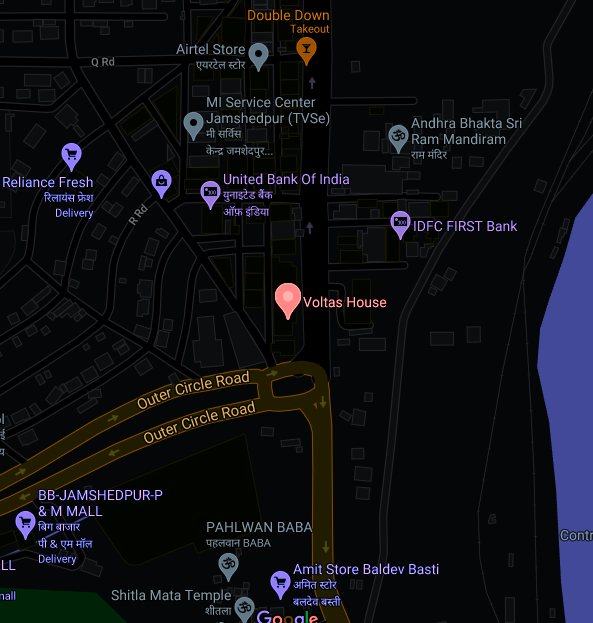 Double Down
Takeout
Airtel Store
एयरटेल स्टोर
Q Rd
MI Service Center
Jamshedpur (TVSe)
मी सर्विस
केन्द्र जमशेदपुर...
Andhra Bhakta Sri
Ram Mandiram
राम मंदिर
Reliance Fresh
रिलायंस फ्रेश
Delivery
United Bank Of India
युनाइटेड बैंक
ऑफ़ इंडिया
R Rd
IDFC FIRST Bank
Voltas House
Outer Circle Road
Outer Circle Road
BB-JAMSHEDPUR-P
& M MALL
बिग बाजार
पी & एम मॉल
Delivery
PAHLWAN BABA
पहलवान BABA
Contr
LL
mall
Amit Store Baldev Basti
अमित स्टोर
बलदेव बस्ती
Shitla Mata Temple
शीतला
Google